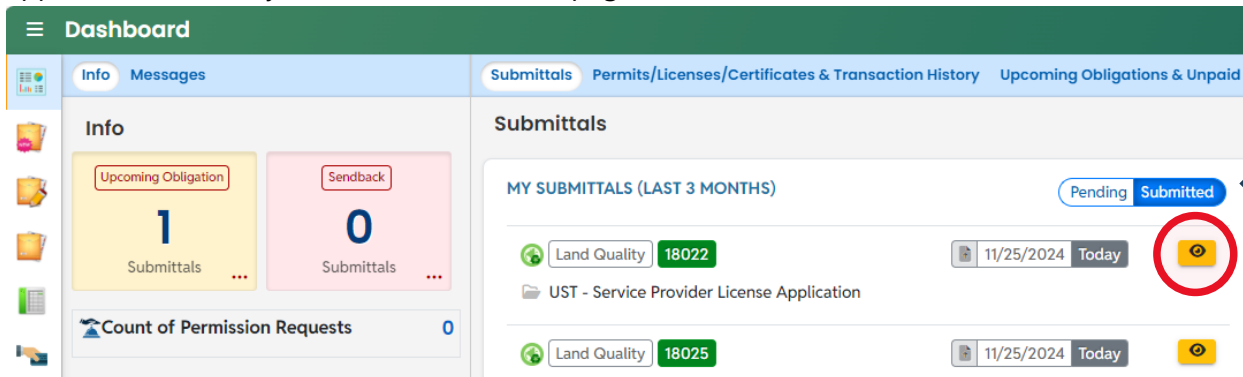 Dashboard
Info Messages
Submittals Permits/Licenses/Certificates & Transaction History Upcoming Obligations & Unpaid
Info
Upcoming Obligation
1
Submittals ...
Sendback
0
Submittals ...
Count of Permission Requests 0
Submittals
MY SUBMITTALS (LAST 3 MONTHS) Pending Submitted
Land Quality 18022 11/25/2024 Today
UST - Service Provider License Application
Land Quality 18025 11/25/2024 Today